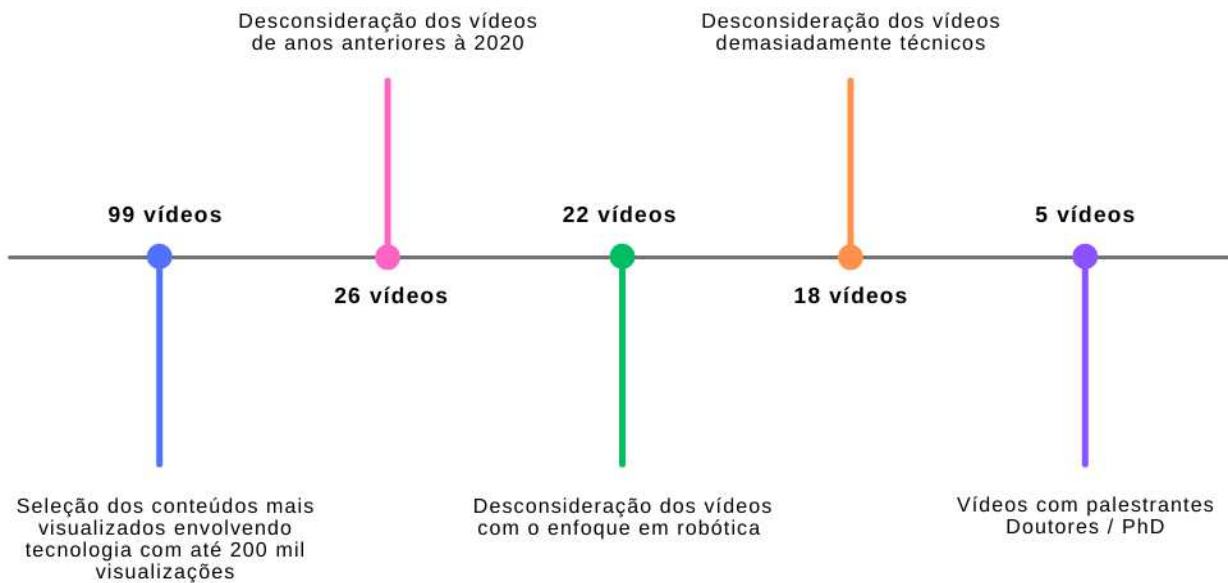 Desconsideração dos vídeos
de anos anteriores à 2020
Desconsideração dos vídeos
demasiadamente técnicos
99 vídeos
22 vídeos
5 vídeos
26 vídeos
18 vídeos
Seleção dos conteúdos mais
visualizados envolvendo
tecnologia com até 200 mil
visualizações
Desconsideração dos vídeos
com o enfoque em robótica
Vídeos com palestrantes
Doutores / PhD